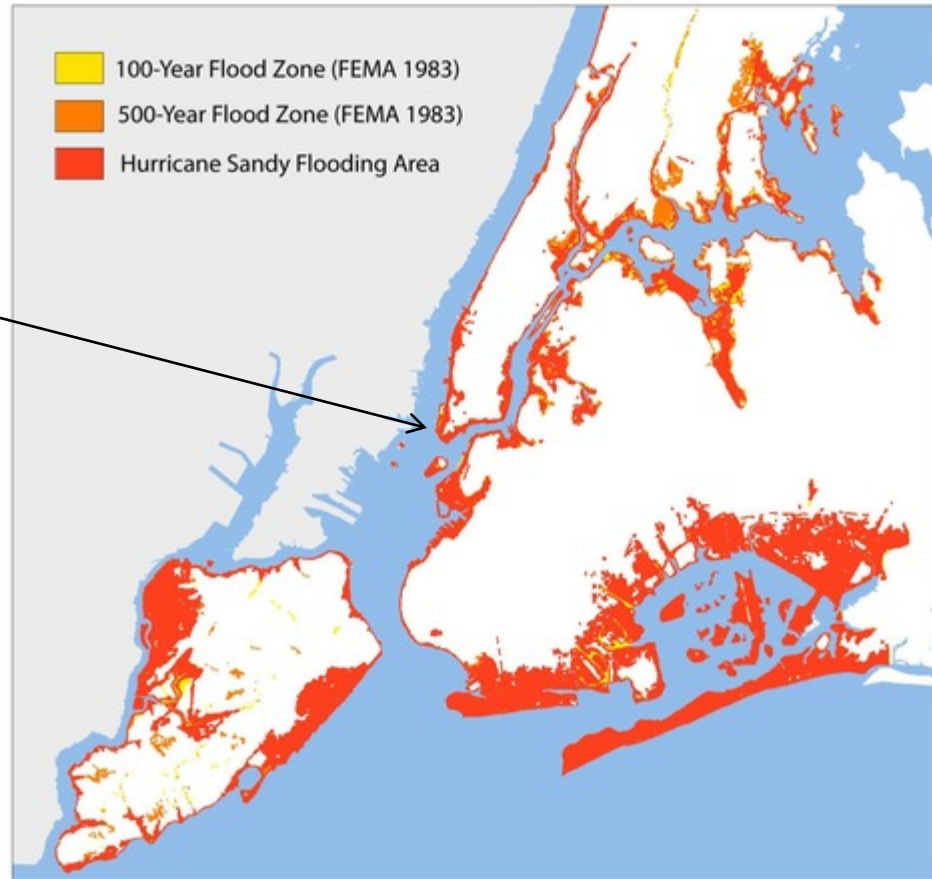 100-Year Flood Zone (FEMA 1983)
500-Year Flood Zone (FEMA 1983)
Hurricane Sandy Flooding Area